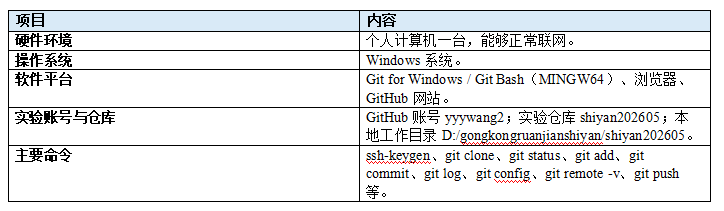 项目 内容
硬件环境 个人计算机一台，能够正常联网。
操作系统 Windows 系统。
软件平台 Git for Windows / Git Bash（MINGW64）、浏览器、
GitHub 网站。
实验账号与仓库 GitHub 账号 yyywang2；实验仓库 shiyan202605；本
地工作目录 D:/gongkongruanjianshiyan/shiyan202605。
主要命令 ssh-keygen、git clone、git status、git add、git
commit、git log、git config、git remote -v、git push
等。